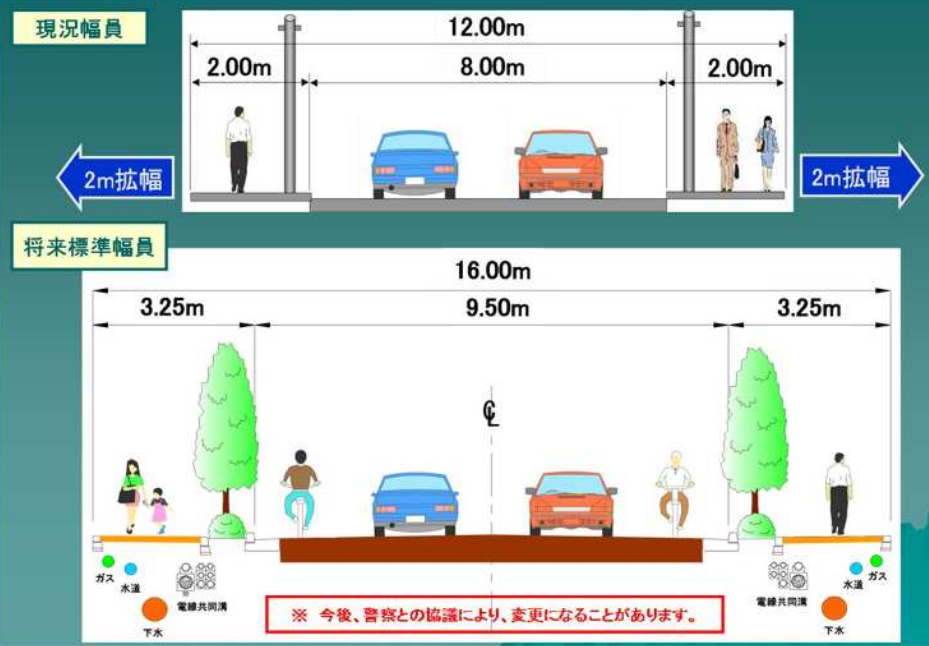 現況幅員
12.00m
2.00m
8.00m
2.00m
2m拡幅
2m拡幅
将来標準幅員
16.00m
3.25m
9.50m
3.25m
℄
ガス
水道
電線共同溝
下水
電線共同溝
水道
ガス
下水
※ 今後、警察との協議により、変更になることがあります。